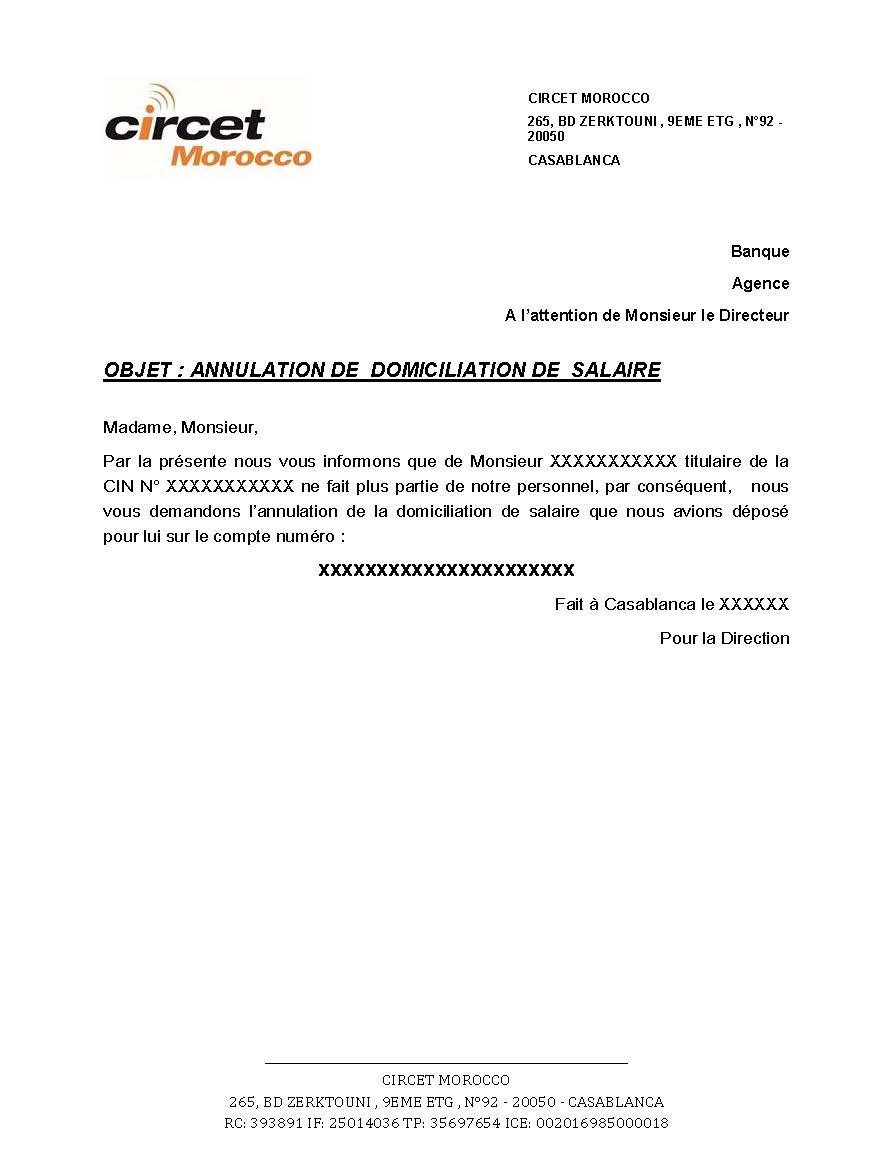 circet
Morocco
CIRCET MOROCCO
265, BD ZERKTOUNI , 9EME ETG , N°92 -
20050
CASABLANCA
Banque
Agence
A l’attention de Monsieur le Directeur
OBJET : ANNULATION DE DOMICILIATION DE SALAIRE
Madame, Monsieur,
Par la présente nous vous informons que de Monsieur XXXXXXXXXXX titulaire de la
CIN N° XXXXXXXXXXX ne fait plus partie de notre personnel, par conséquent, nous
vous demandons l’annulation de la domiciliation de salaire que nous avions déposé
pour lui sur le compte numéro :
XXXXXXXXXXXXXXXXXXXXXX
Fait à Casablanca le XXXXXX
Pour la Direction
CIRCET MOROCCO
265, BD ZERKTOUNI , 9EME ETG , N°92 - 20050 - CASABLANCA
RC: 393891 IF: 25014036 TP: 35697654 ICE: 002016985000018